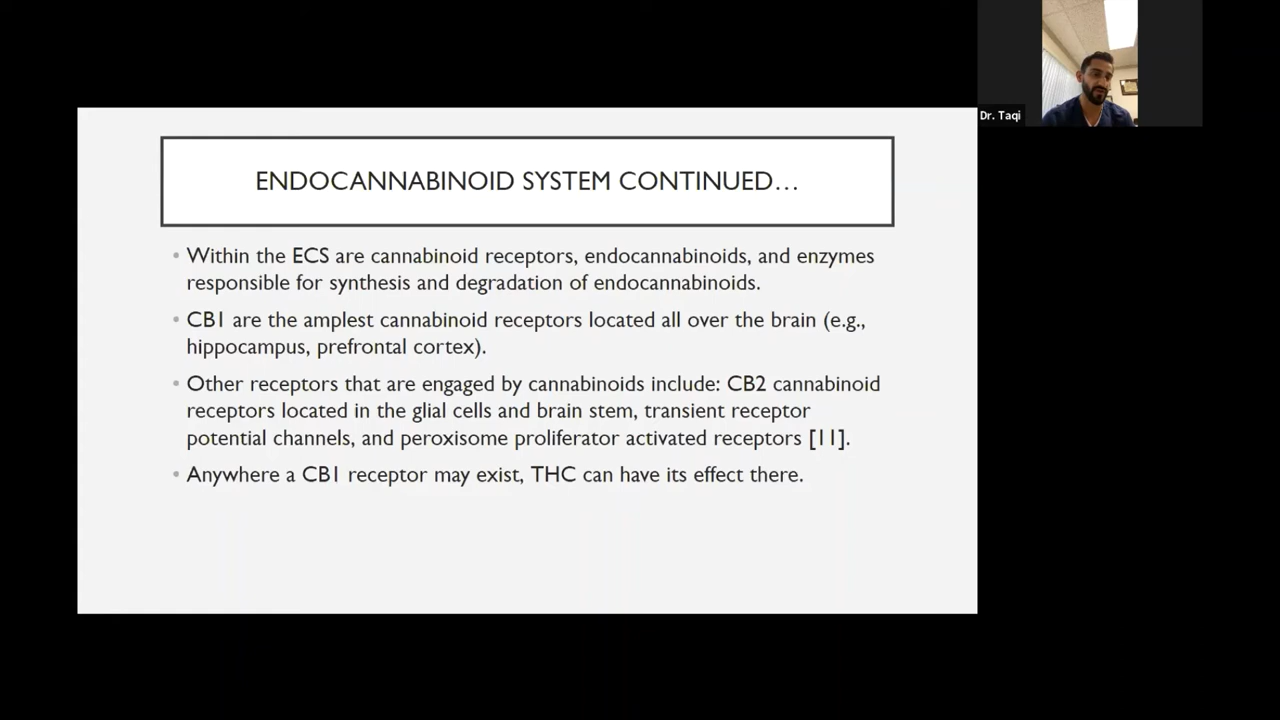 ENDOCANNABINOID SYSTEM CONTINUED…
• Within the ECS are cannabinoid receptors, endocannabinoids, and enzymes
responsible for synthesis and degradation of endocannabinoids.
• CB1 are the amplest cannabinoid receptors located all over the brain (e.g.,
hippocampus, prefrontal cortex).
• Other receptors that are engaged by cannabinoids include: CB2 cannabinoid
receptors located in the glial cells and brain stem, transient receptor
potential channels, and peroxisome proliferator activated receptors [11].
• Anywhere a CB1 receptor may exist, THC can have its effect there.
Dr. Taqi